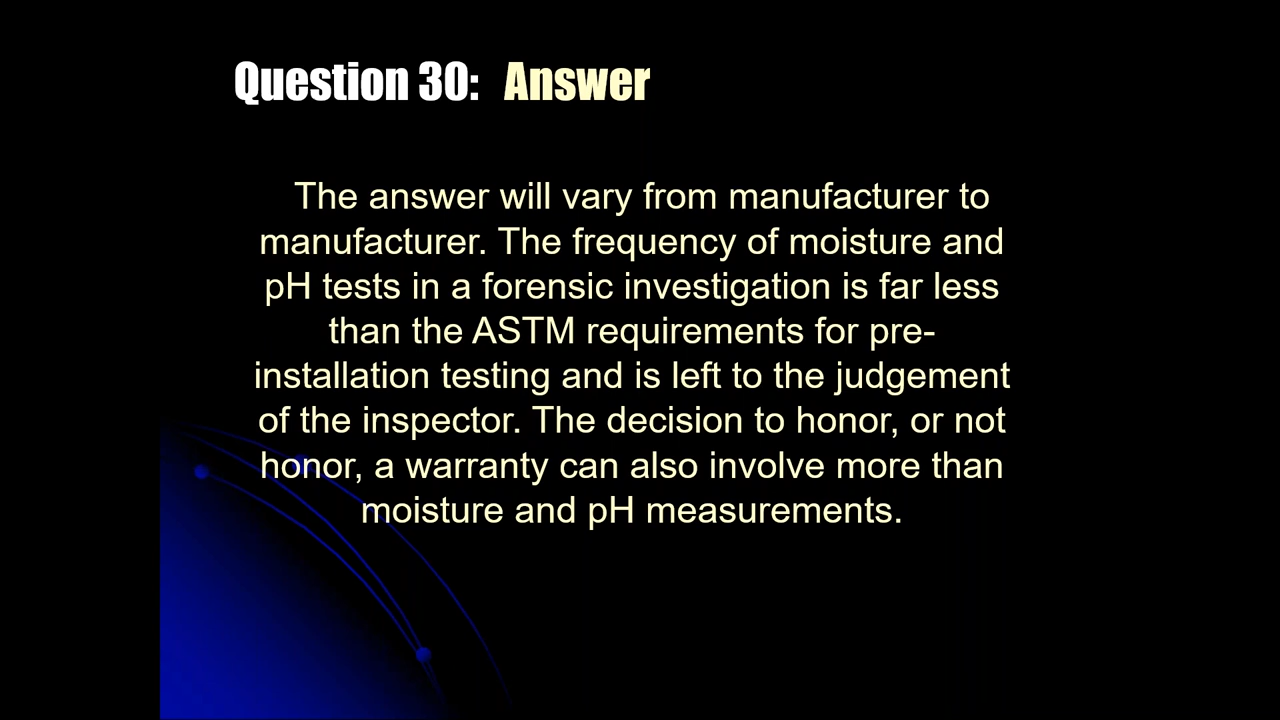 Question 30: Answer
The answer will vary from manufacturer to
manufacturer. The frequency of moisture and
pH tests in a forensic investigation is far less
than the ASTM requirements for pre-
installation testing and is left to the judgement
of the inspector. The decision to honor, or not
honor, a warranty can also involve more than
moisture and pH measurements.